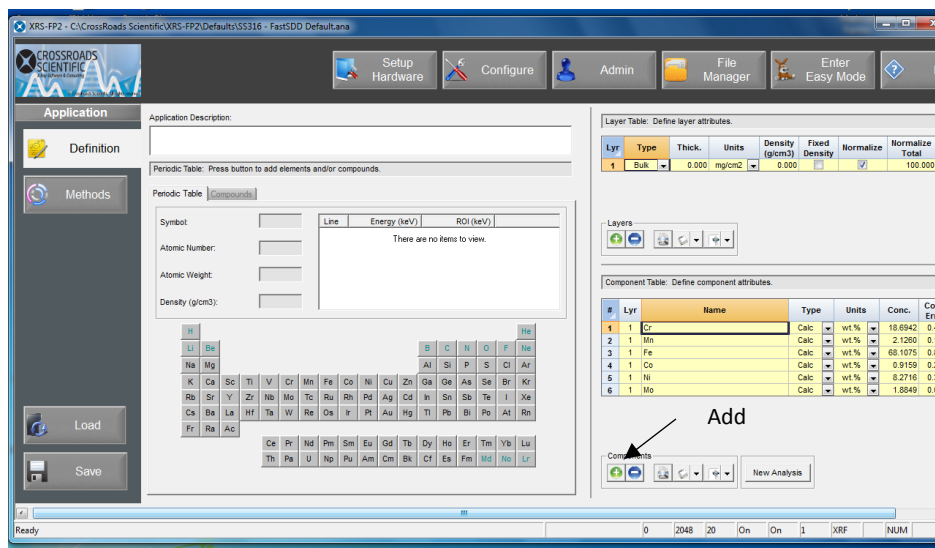 XRS-FP2 - C:\CrossRoads Scientific\XRS-FP2\Defaults\SS316 - FastSDD Default.ana
CROSSROADS
SCIENTIFIC
Setup Hardware
Configure
Admin
File Manager
Enter Easy Mode
Application
Definition
Methods
Load
Save
Application Description:
Periodic Table: Press button to add elements and/or compounds.
Periodic Table Compounds
Symbol:
Atomic Number:
Atomic Weight:
Density (g/cm3):
Line Energy (keV) ROI (keV)
There are no items to view.
H He
Li Be B C N O F Ne
Na Mg Al Si P S Cl Ar
K Ca Sc Ti V Cr Mn Fe Co Ni Cu Zn Ga Ge As Se Br Kr
Rb Sr Y Zr Nb Mo Tc Ru Rh Pd Ag Cd In Sn Sb Te I Xe
Cs Ba La Hf Ta W Re Os Ir Pt Au Hg Tl Pb Bi Po At Rn
Fr Ra Ac
Ce Pr Nd Pm Sm Eu Gd Tb Dy Ho Er Tm Yb Lu
Th Pa U Np Pu Am Cm Bk Cf Es Fm Md No Lr
Layer Table: Define layer attributes.
Lyr Type Thick. Units Density (g/cm3) Fixed Density Normalize Normalize Total
1 Bulk 0.000 mg/cm2 0.000 100.000
Layers
Component Table: Define component attributes.
# Lyr Name Type Units Conc. Co
Er
1 1 Cr Calc wt.% 18.6942 0.
2 1 Mn Calc wt.% 2.1260 0.
3 1 Fe Calc wt.% 68.1075 0.
4 1 Co Calc wt.% 0.9159 0.
5 1 Ni Calc wt.% 8.2716 0.
6 1 Mo Calc wt.% 1.8849 0.
Add
Components
New Analysis
Ready 0 2048 20 On On 1 XRF NUM